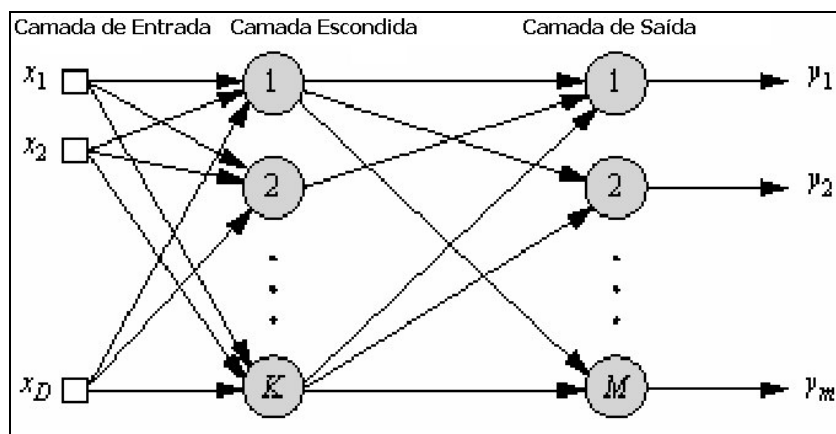 Camada de Entrada Camada Escondida Camada de Saída
x1 1 1 y1
x2 2 2 y2
xD K M ym